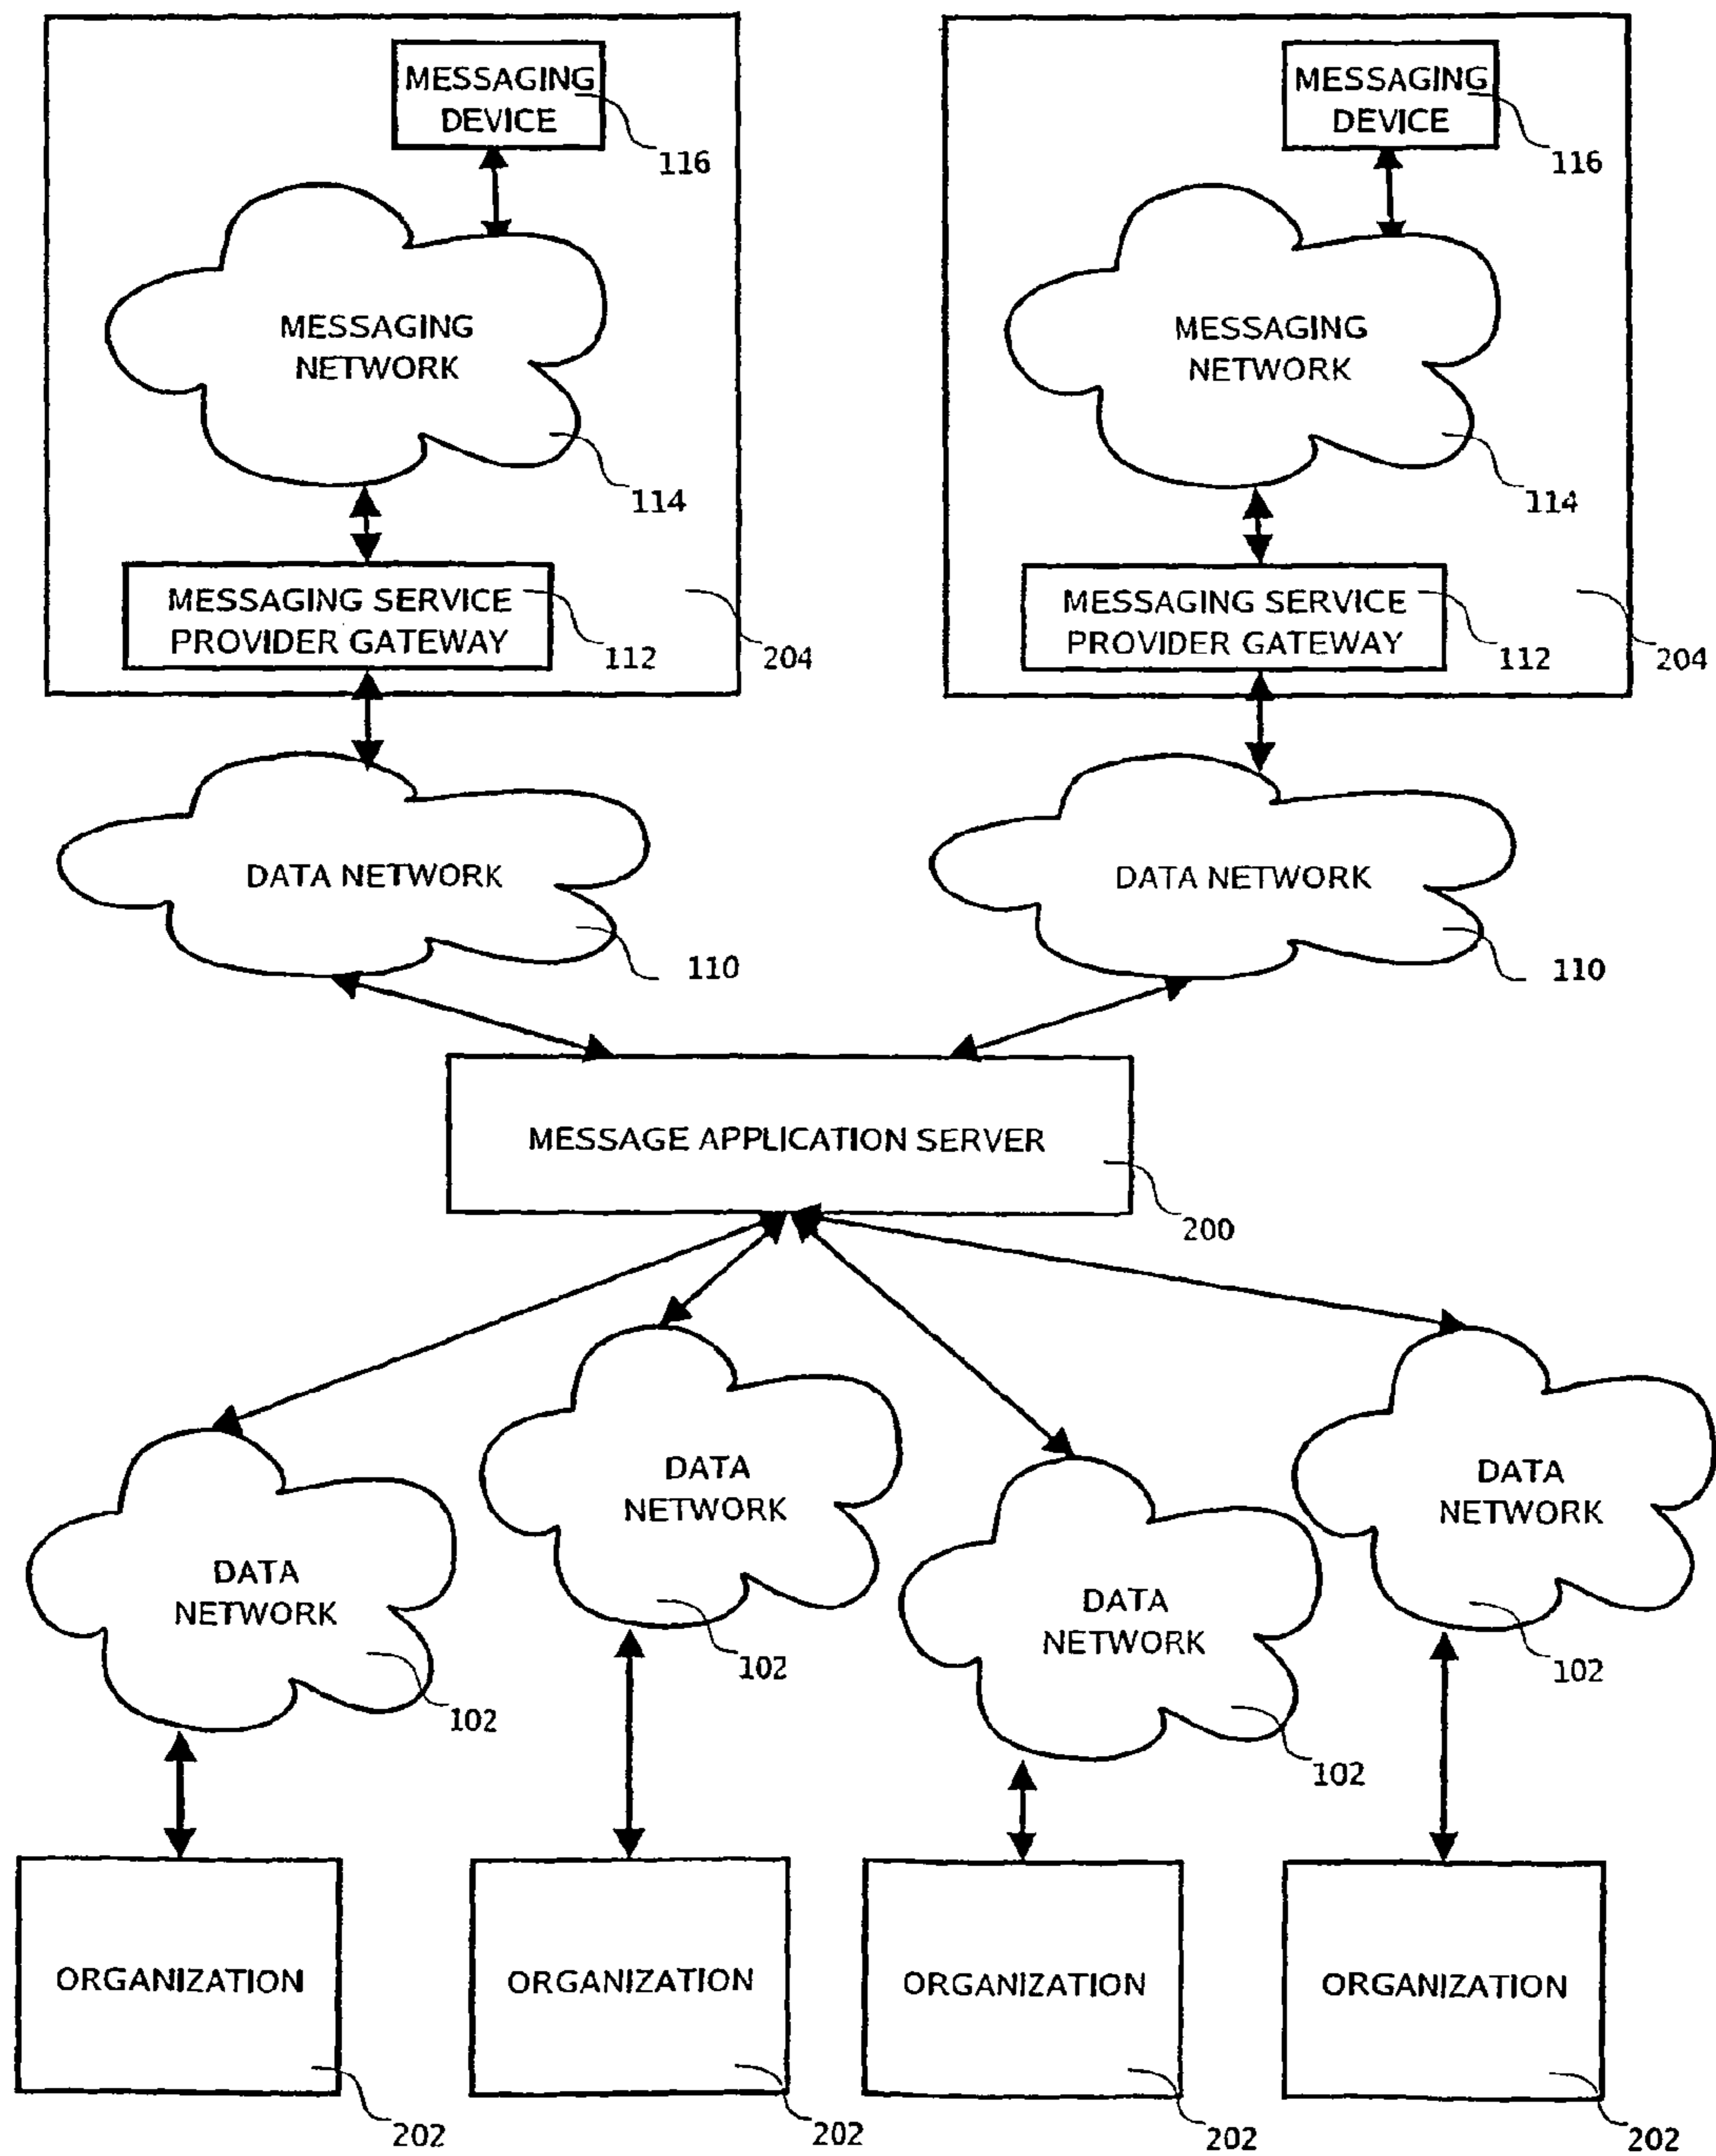 MESSAGING
DEVICE
116
MESSAGING
NETWORK
114
MESSAGING SERVICE
PROVIDER GATEWAY
112
204
MESSAGING
DEVICE
116
MESSAGING
NETWORK
114
MESSAGING SERVICE
PROVIDER GATEWAY
112
204
DATA NETWORK
110
DATA NETWORK
110
MESSAGE APPLICATION SERVER
200
DATA
NETWORK
102
DATA
NETWORK
102
DATA
NETWORK
102
DATA
NETWORK
102
ORGANIZATION
202
ORGANIZATION
202
ORGANIZATION
202
ORGANIZATION
202